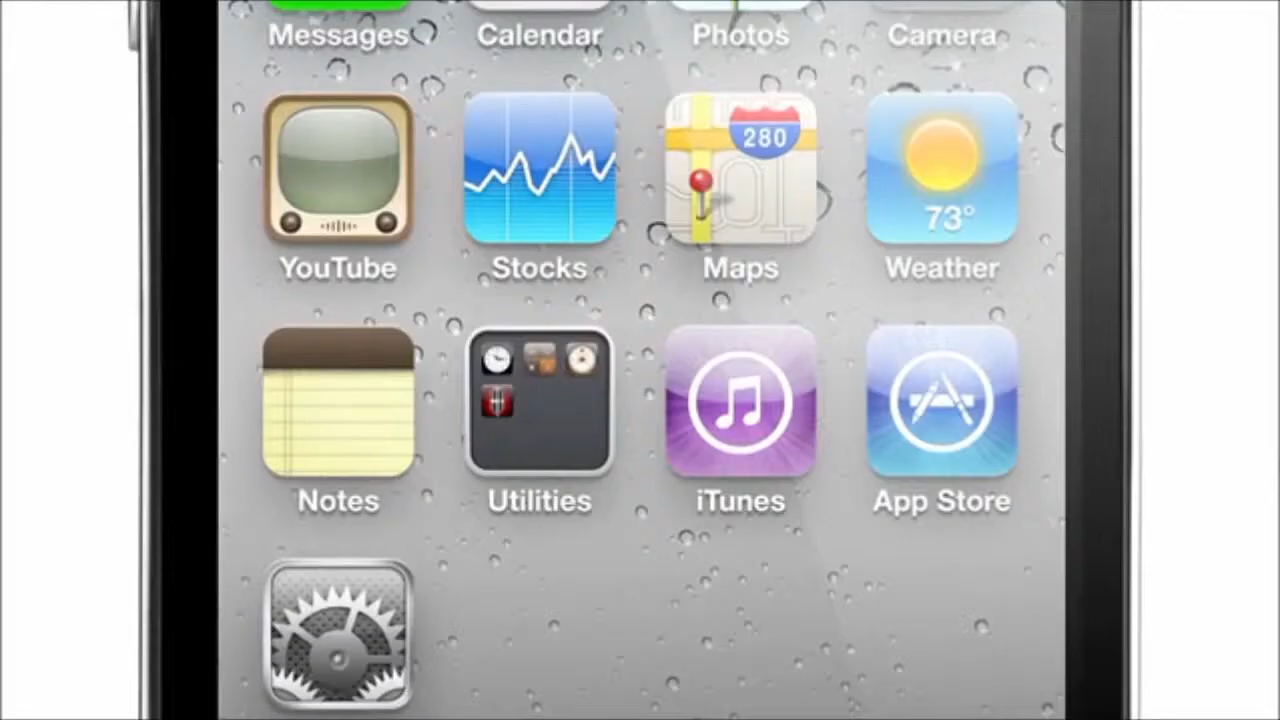 Messages Calendar Photos Camera
280
73°
YouTube Stocks Maps Weather
Notes Utilities iTunes App Store